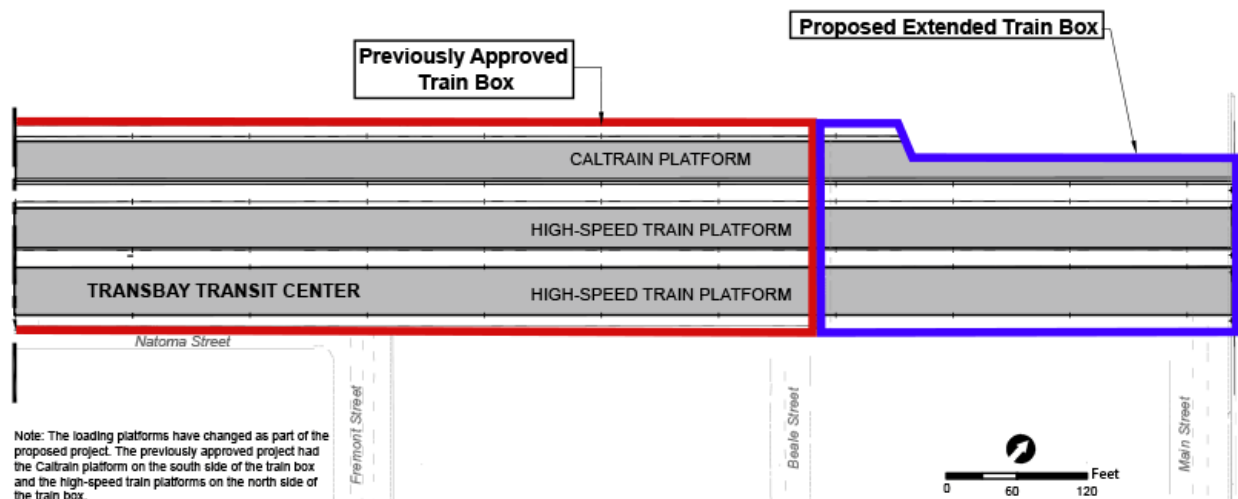 Proposed Extended Train Box
Previously Approved
Train Box
CALTRAIN PLATFORM
HIGH-SPEED TRAIN PLATFORM
TRANSBAY TRANSIT CENTER
HIGH-SPEED TRAIN PLATFORM
Natoma Street
Fremont Street
Beale Street
Main Street
Note: The loading platforms have changed as part of the
proposed project. The previously approved project had
the Caltrain platform on the south side of the train box
and the high-speed train platforms on the north side of
the train box.
Feet
0 60 120